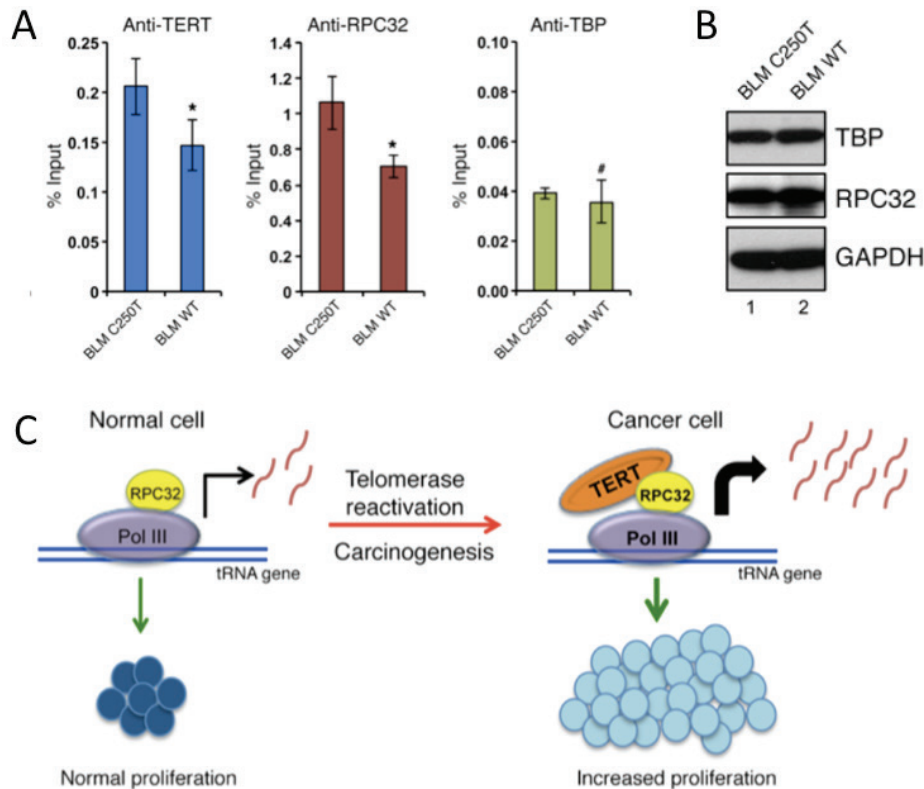 A
Anti-TERT
% Input
0.25
0.2
0.15
0.1
0.05
0
*
BLM C250T
BLM WT
Anti-RPC32
% Input
1.4
1.2
1
0.8
0.6
0.4
0.2
0
*
BLM C250T
BLM WT
Anti-TBP
% Input
0.10
0.08
0.06
0.04
0.02
0.00
#
BLM C250T
BLM WT
B
BLM C250T
BLM WT
TBP
RPC32
GAPDH
1 2
C
Normal cell
RPC32
Pol III
tRNA gene
Normal proliferation
Telomerase
reactivation
Carcinogenesis
Cancer cell
TERT
RPC32
Pol III
tRNA gene
Increased proliferation